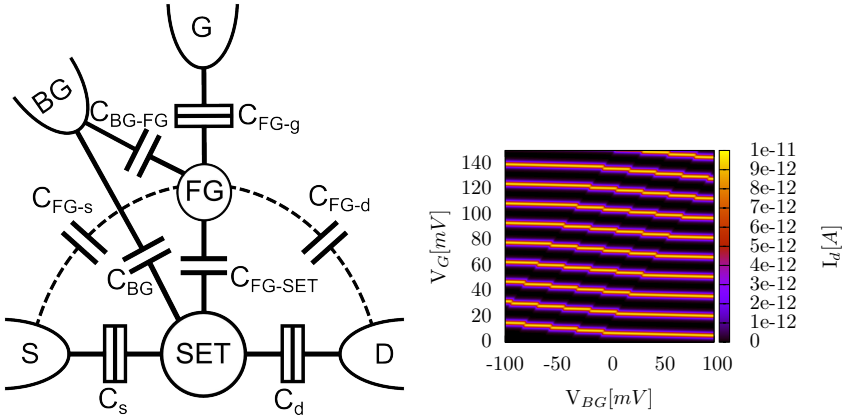 G
BG
C_BG-FG
C_FG-g
FG
C_FG-s
C_FG-d
C_BG
C_FG-SET
S
SET
D
C_s
C_d
V_G[mV]
140
120
100
80
60
40
20
0
-100 -50 0 50 100
V_BG[mV]
1e-11
9e-12
8e-12
7e-12
6e-12
5e-12
4e-12
3e-12
2e-12
1e-12
0
I_d[A]